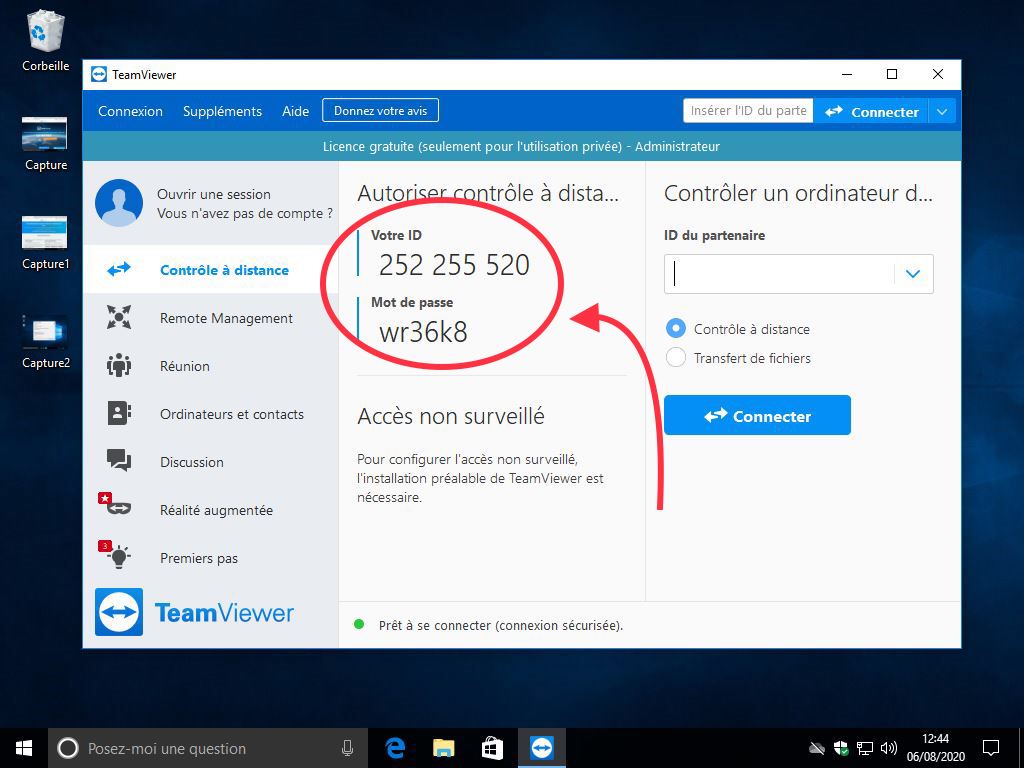 Corbeille
Capture
Capture1
Capture2
TeamViewer
Connexion Suppléments Aide Donnez votre avis
Insérer l'ID du parte Connecter
Licence gratuite (seulement pour l'utilisation privée) - Administrateur
Ouvrir une session
Vous n'avez pas de compte ?
Contrôle à distance
Remote Management
Réunion
Ordinateurs et contacts
Discussion
Réalité augmentée
3
Premiers pas
TeamViewer
Autoriser contrôle à dista...
Votre ID
252 255 520
Mot de passe
wr36k8
Accès non surveillé
Pour configurer l'accès non surveillé,
l'installation préalable de TeamViewer est
nécessaire.
Contrôler un ordinateur d...
ID du partenaire
Contrôle à distance
Transfert de fichiers
Connecter
Prêt à se connecter (connexion sécurisée).
Posez-moi une question
12:44
06/08/2020